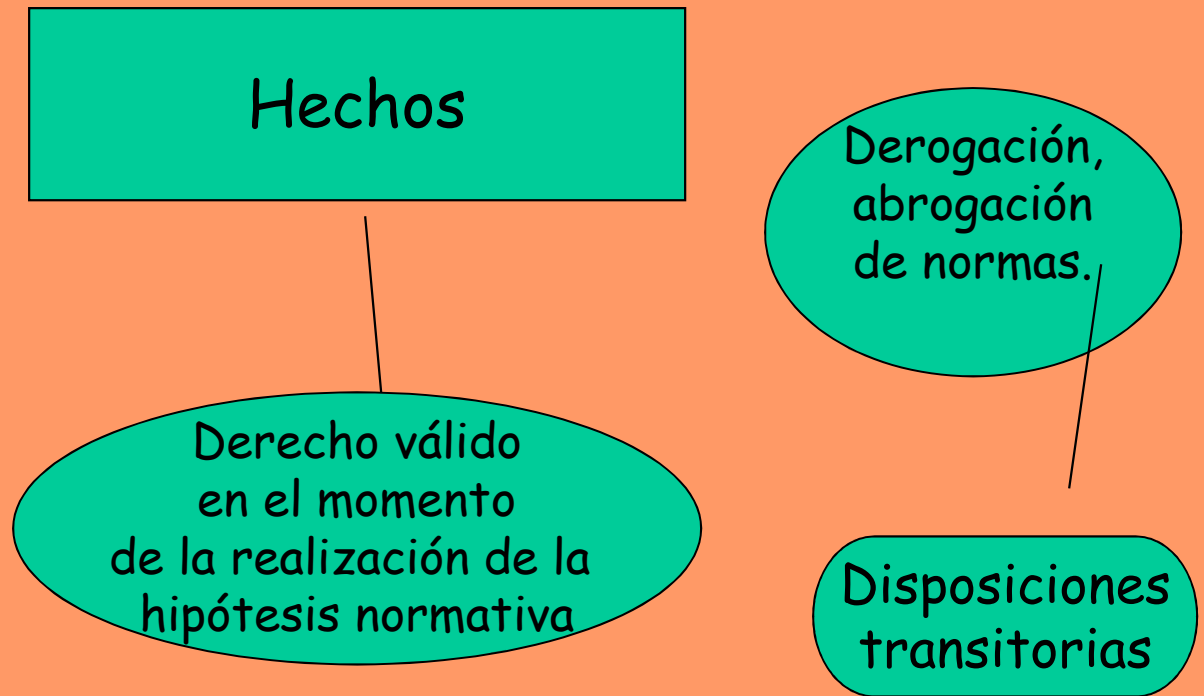 Hechos
Derecho válido
en el momento
de la realización de la
hipótesis normativa
Derogación,
abrogación
de normas.
Disposiciones
transitorias